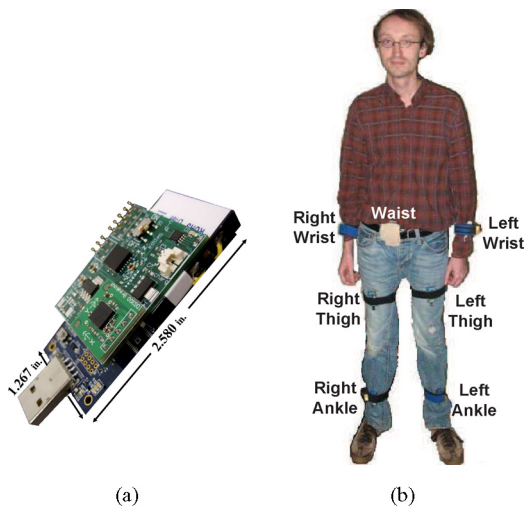 1.267 in.
2.580 in.
Waist
Right
Wrist
Left
Wrist
Right
Thigh
Left
Thigh
Right
Ankle
Left
Ankle
(a)
(b)